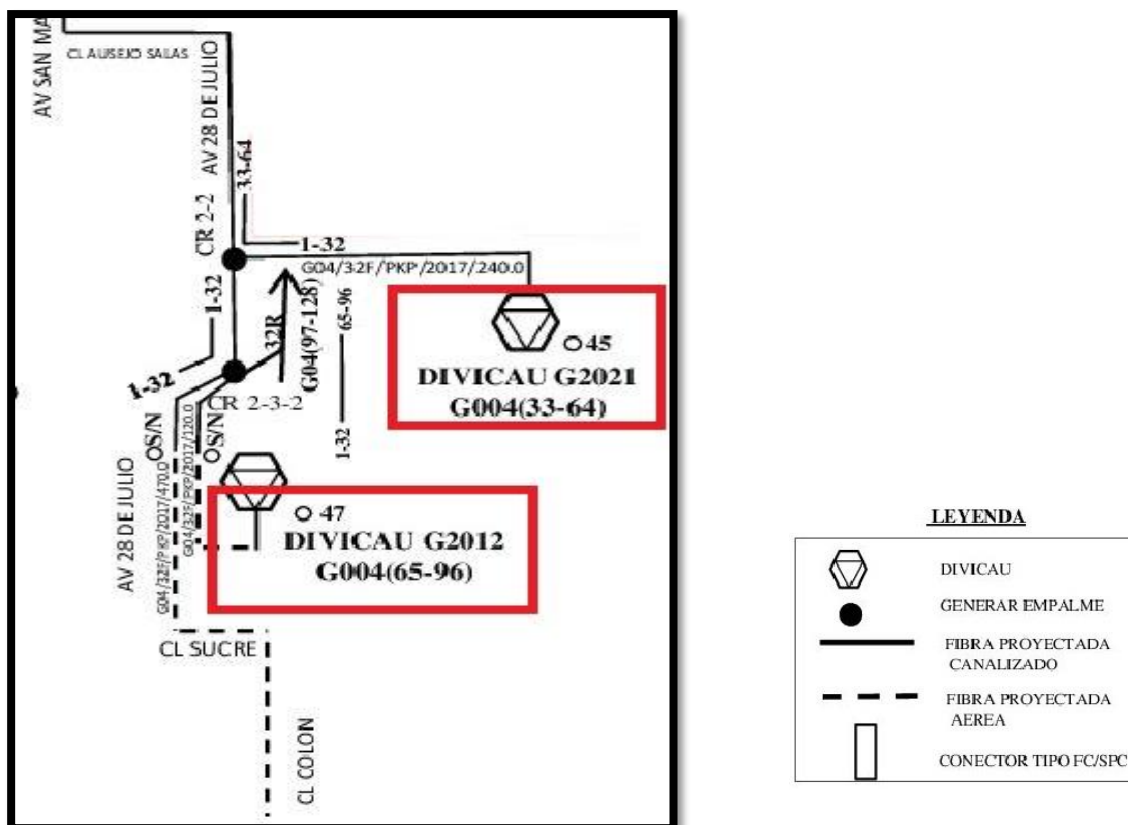 AV SAN MA
CL AUSEJO SALAS
AV 28 DE JULIO
33-64
CR 2-2
1-32
G04/32F/PKP/2017/240.0
1-32
32R
G04(97-128)
65-96
1-32
45
DIVICAU G2021
G004(33-64)
1-32
CR 2-3-2
OS/N
OS/N
AV 28 DE JULIO
G04/32F/PKP/2017/470.0
G04/32F/PKP/2017/120.0
47
DIVICAU G2012
G004(65-96)
CL SUCRE
CL COLON
LEYENDA
DIVICAU
GENERAR EMPALME
FIBRA PROYECTADA
CANALIZADO
FIBRA PROYECTADA
AEREA
CONECTOR TIPO FC/SPC